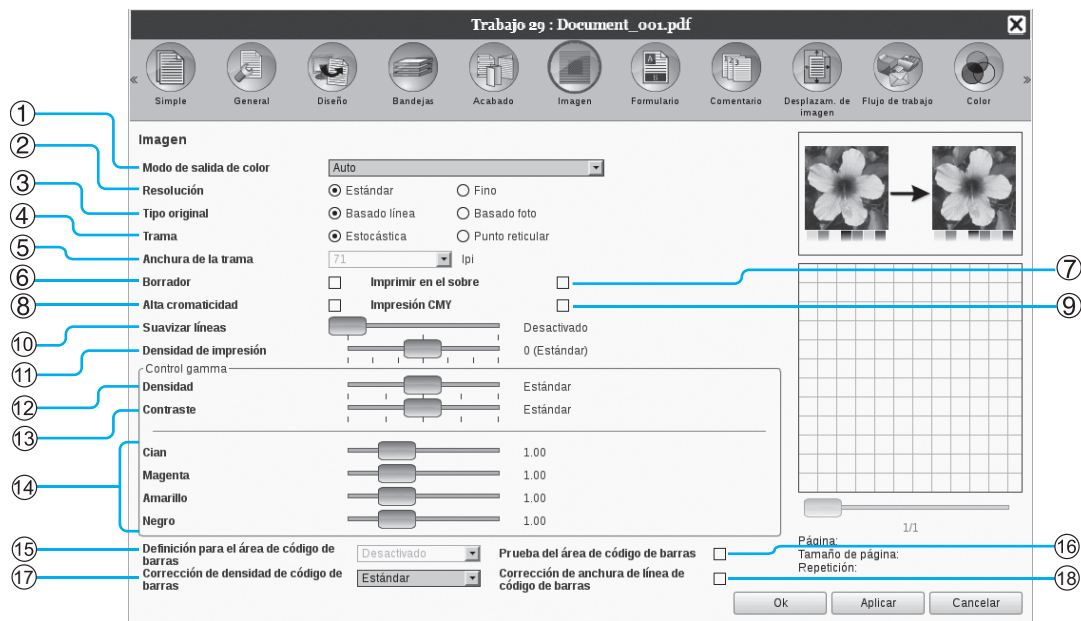 Trabajo 29 : Document_001.pdf
« Simple General Diseño Bandejas Acabado Imagen Formulario Comentario Desplazam. de imagen Flujo de trabajo Color »
Imagen
① Modo de salida de color Auto
② Resolución Estándar Fino
③ Tipo original Basado línea Basado foto
④ Trama Estocástica Punto reticular
⑤ Anchura de la trama 71 lpi
⑥ Borrador Imprimir en el sobre ⑦
⑧ Alta cromaticidad Impresión CMY ⑨
⑩ Suavizar líneas Desactivado
⑪ Densidad de impresión 0 (Estándar)
Control gamma
⑫ Densidad Estándar
⑬ Contraste Estándar
⑭
Cian 1.00
Magenta 1.00
Amarillo 1.00
Negro 1.00
⑮ Definición para el área de código de barras Desactivado Prueba del área de código de barras ⑯
⑰ Corrección de densidad de código de barras Estándar Corrección de anchura de línea de código de barras ⑱
1/1
Página:
Tamaño de página:
Repetición:
Ok Aplicar Cancelar